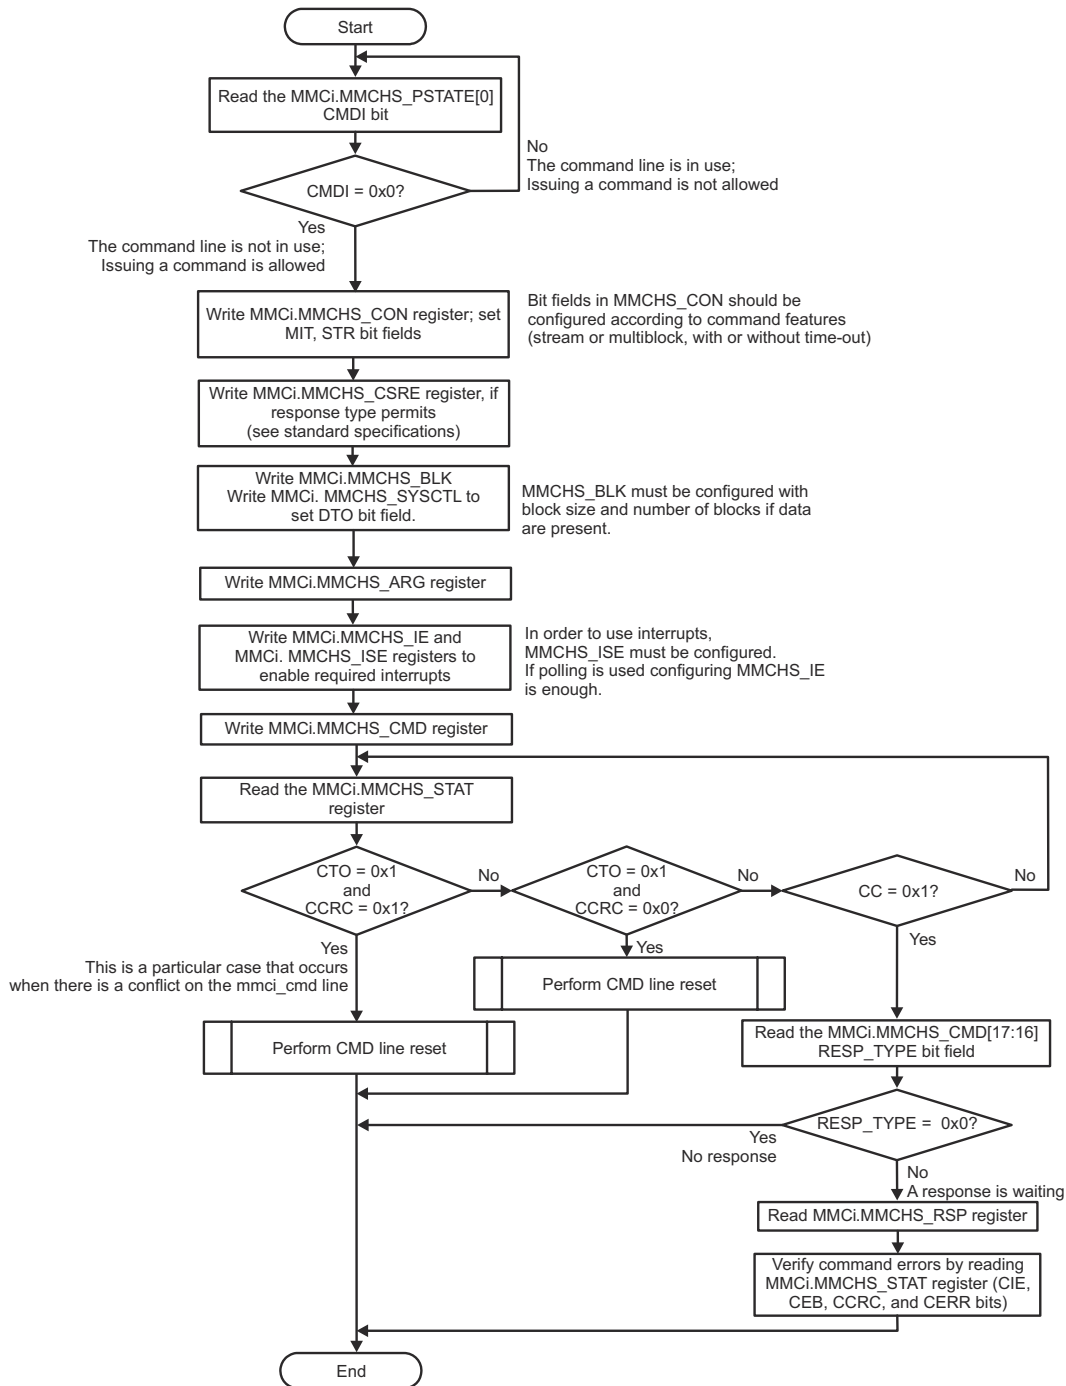 Start
Read the MMCi.MMCHS_PSTATE[0]
CMDI bit
No
The command line is in use;
Issuing a command is not allowed
CMDI = 0x0?
Yes
The command line is not in use;
Issuing a command is allowed
Write MMCi.MMCHS_CON register; set
MIT, STR bit fields
Bit fields in MMCHS_CON should be
configured according to command features
(stream or multiblock, with or without time-out)
Write MMCi.MMCHS_CSRE register, if
response type permits
(see standard specifications)
Write MMCi.MMCHS_BLK
Write MMCi. MMCHS_SYSCTL to
set DTO bit field.
MMCHS_BLK must be configured with
block size and number of blocks if data
are present.
Write MMCi.MMCHS_ARG register
Write MMCi.MMCHS_IE and
MMCi. MMCHS_ISE registers to
enable required interrupts
In order to use interrupts,
MMCHS_ISE must be configured.
If polling is used configuring MMCHS_IE
is enough.
Write MMCi.MMCHS_CMD register
Read the MMCi.MMCHS_STAT
register
CTO = 0x1
and
CCRC = 0x1?
No
CTO = 0x1
and
CCRC = 0x0?
No
CC = 0x1?
No
Yes
This is a particular case that occurs
when there is a conflict on the mmci_cmd line
Yes
Perform CMD line reset
Yes
Perform CMD line reset
Read the MMCi.MMCHS_CMD[17:16]
RESP_TYPE bit field
RESP_TYPE = 0x0?
Yes
No response
No
A response is waiting
Read MMCi.MMCHS_RSP register
Verify command errors by reading
MMCi.MMCHS_STAT register (CIE,
CEB, CCRC, and CERR bits)
End